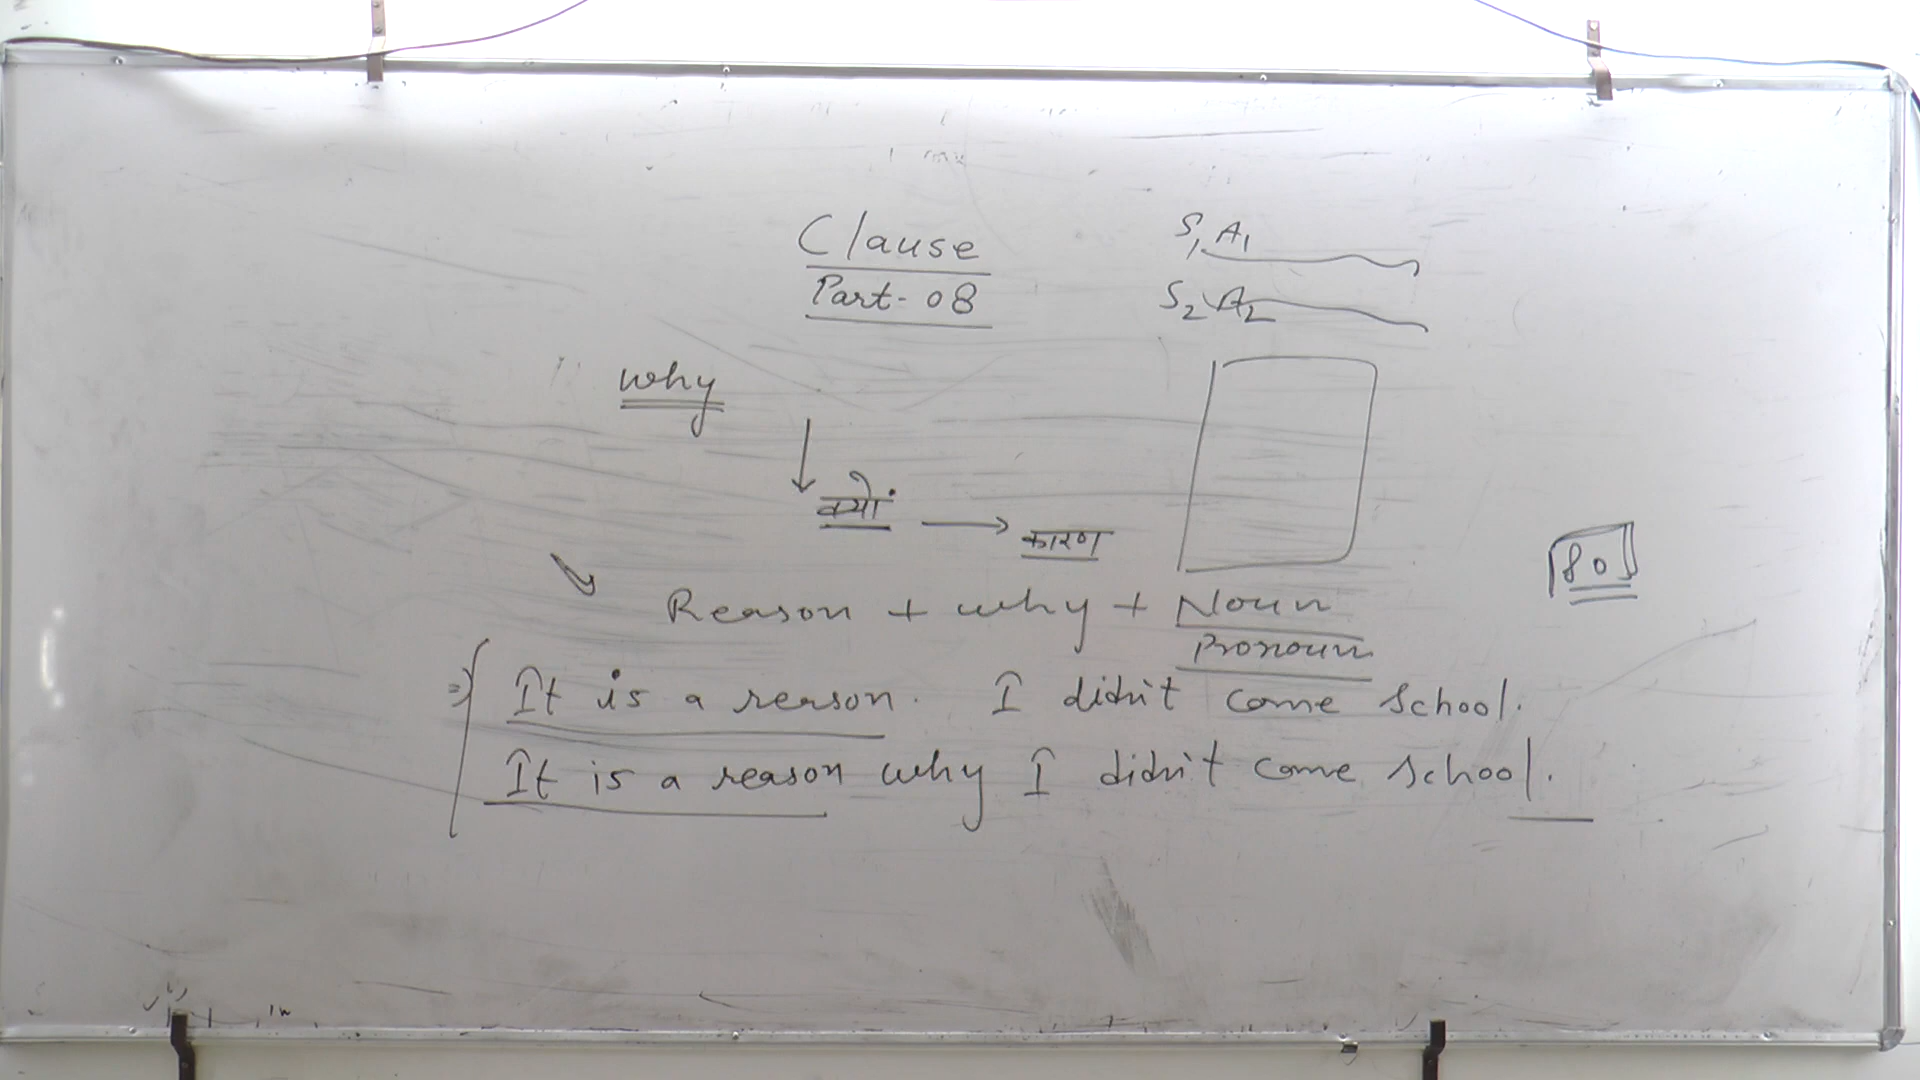 Clause
Part-08
S1 A1
S2 A2
why
क्यों → कारण
80
Reason + why + Noun
Pronoun
⇒ It is a reason. I didn't come school.
It is a reason why I didn't come school.